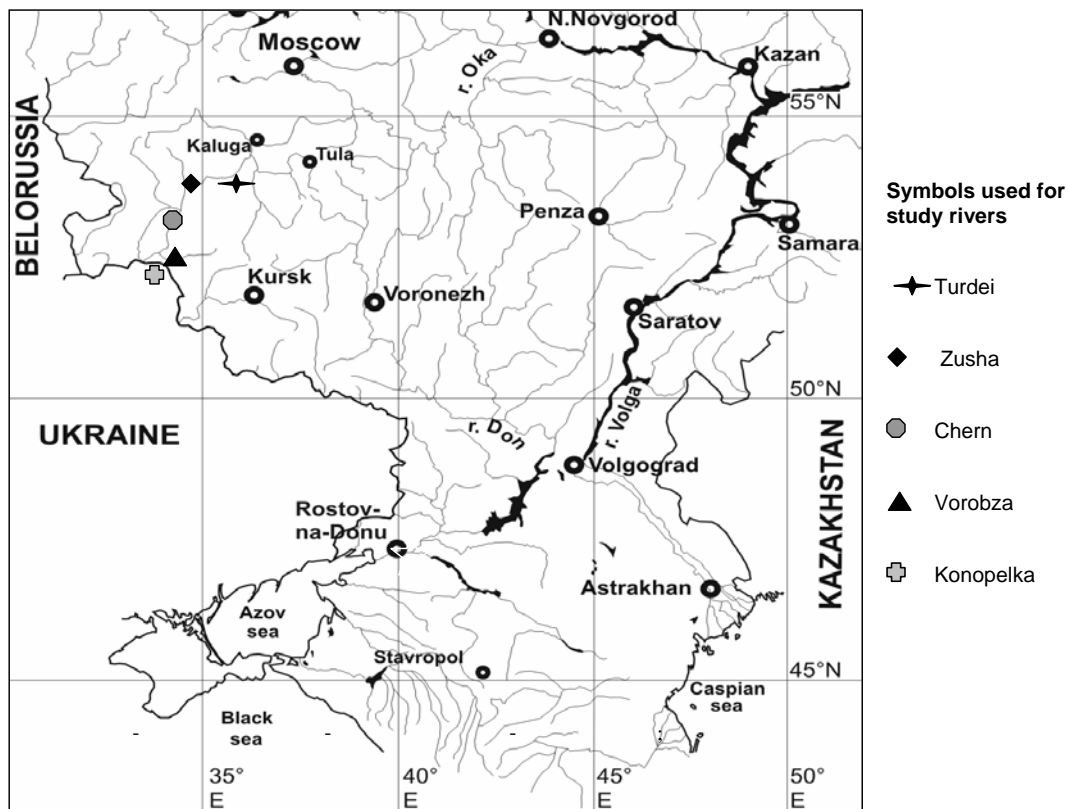 N.Novgorod
Moscow
Kazan
r. Oka
55°N
BELORUSSIA
Kaluga
Tula
Penza
Samara
Kursk
Voronezh
Saratov
50°N
UKRAINE
r. Don
r. Volga
Volgograd
KAZAKHSTAN
Rostov-
na-Donu
Astrakhan
Azov
sea
Stavropol
45°N
Caspian
sea
Black
sea
35°
E
40°
E
45°
E
50°
E
Symbols used for
study rivers
Turdei
Zusha
Chern
Vorobza
Konopelka